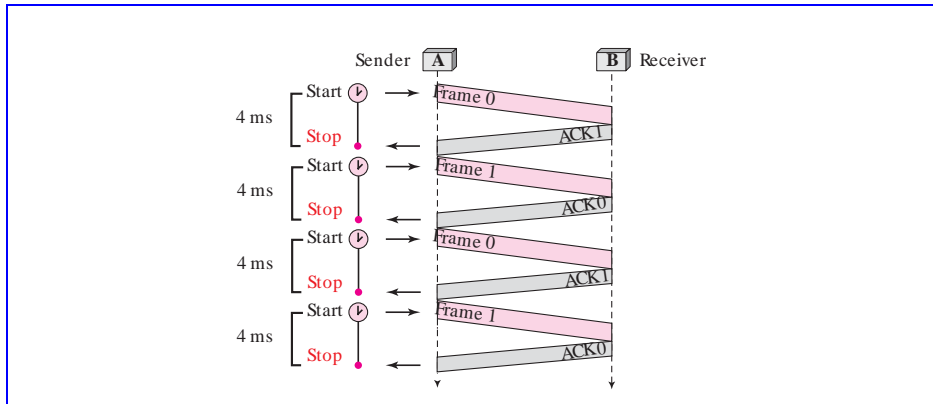 Sender A B Receiver
Start Frame 0
4 ms
Stop ACK1
Start Frame 1
4 ms
Stop ACK0
Start Frame 0
4 ms
Stop ACK1
Start Frame 1
4 ms
Stop ACK0